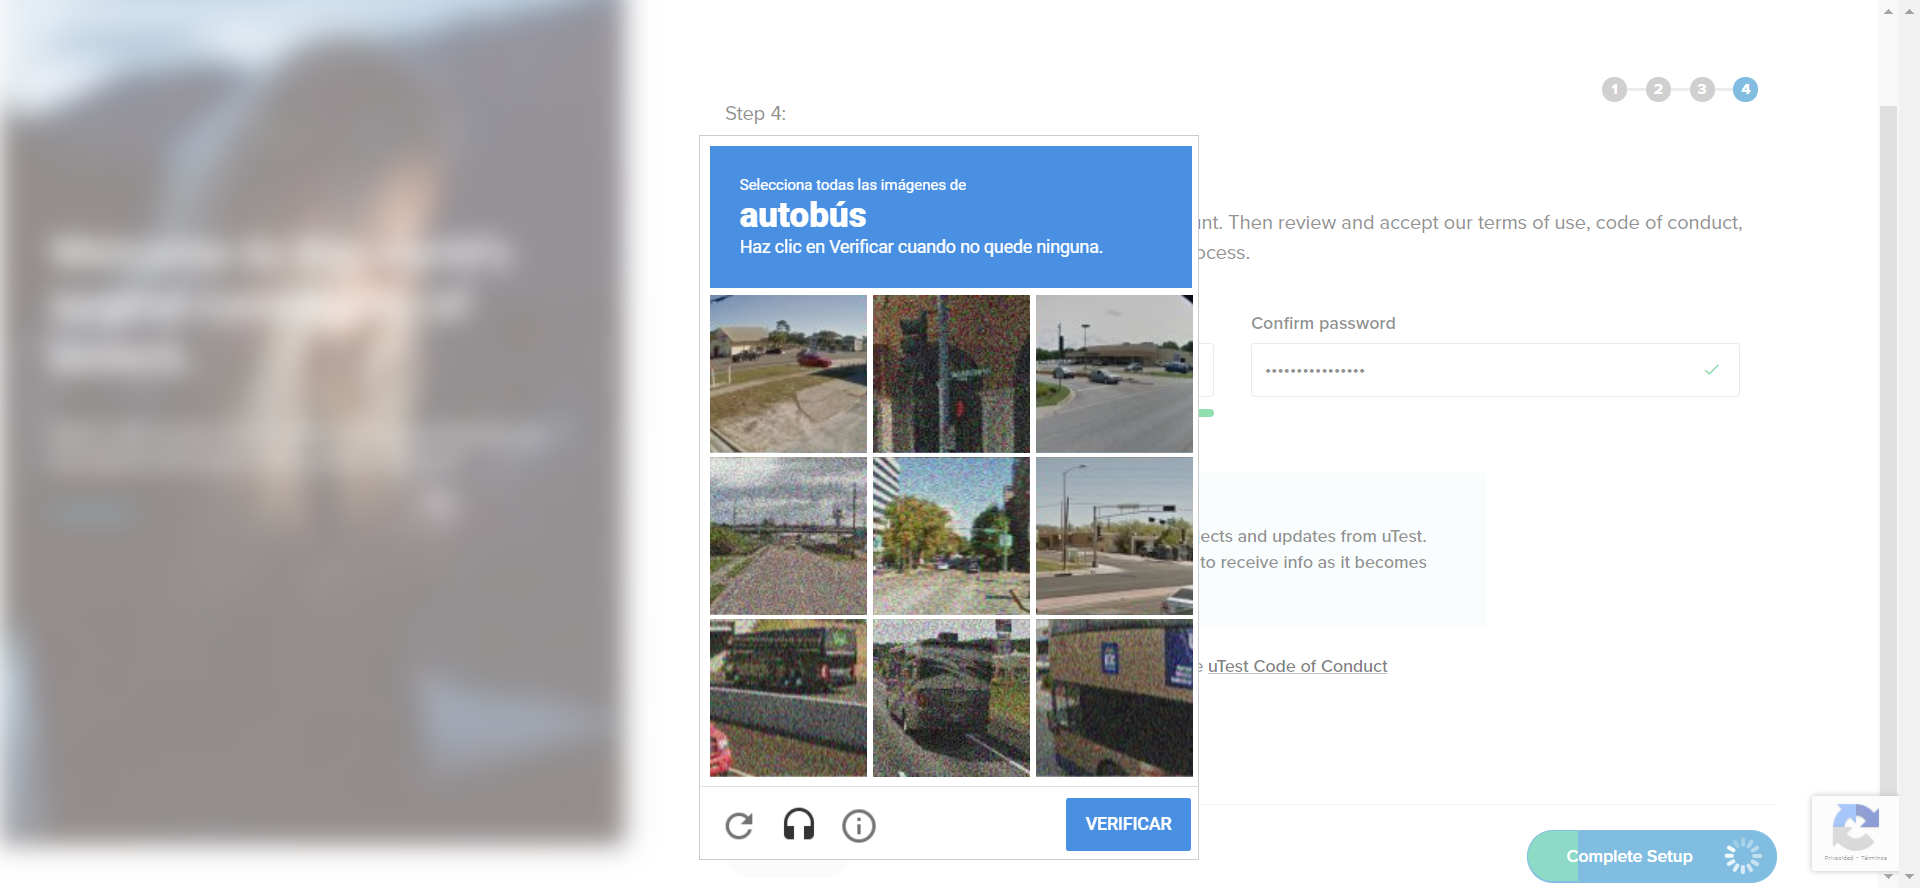 1 2 3 4
Step 4:
Selecciona todas las imágenes de
autobús
Haz clic en Verificar cuando no quede ninguna.
nt. Then review and accept our terms of use, code of conduct,
ocess.
Confirm password
••••••••••••••••
ects and updates from uTest.
to receive info as it becomes
e uTest Code of Conduct
VERIFICAR
Complete Setup
Privacidad • Términos